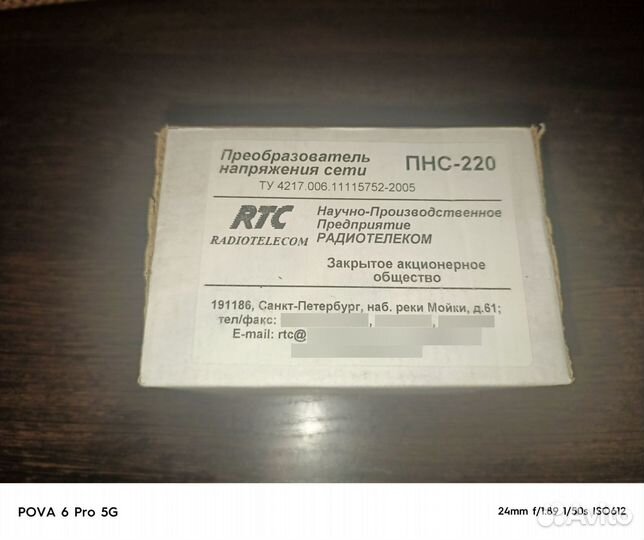 Преобразователь
напряжения сети
ПНС-220
ТУ 4217.006.11115752-2005
RTC
RADIOTELECOM
Научно-Производственное
Предприятие
РАДИОТЕЛЕКОМ
Закрытое акционерное
общество
191186, Санкт-Петербург, наб. реки Мойки, д.61;
тел/факс: , ,
E-mail: rtc@
POVA 6 Pro 5G
24mm f/1.89 1/50s ISO612
Avito